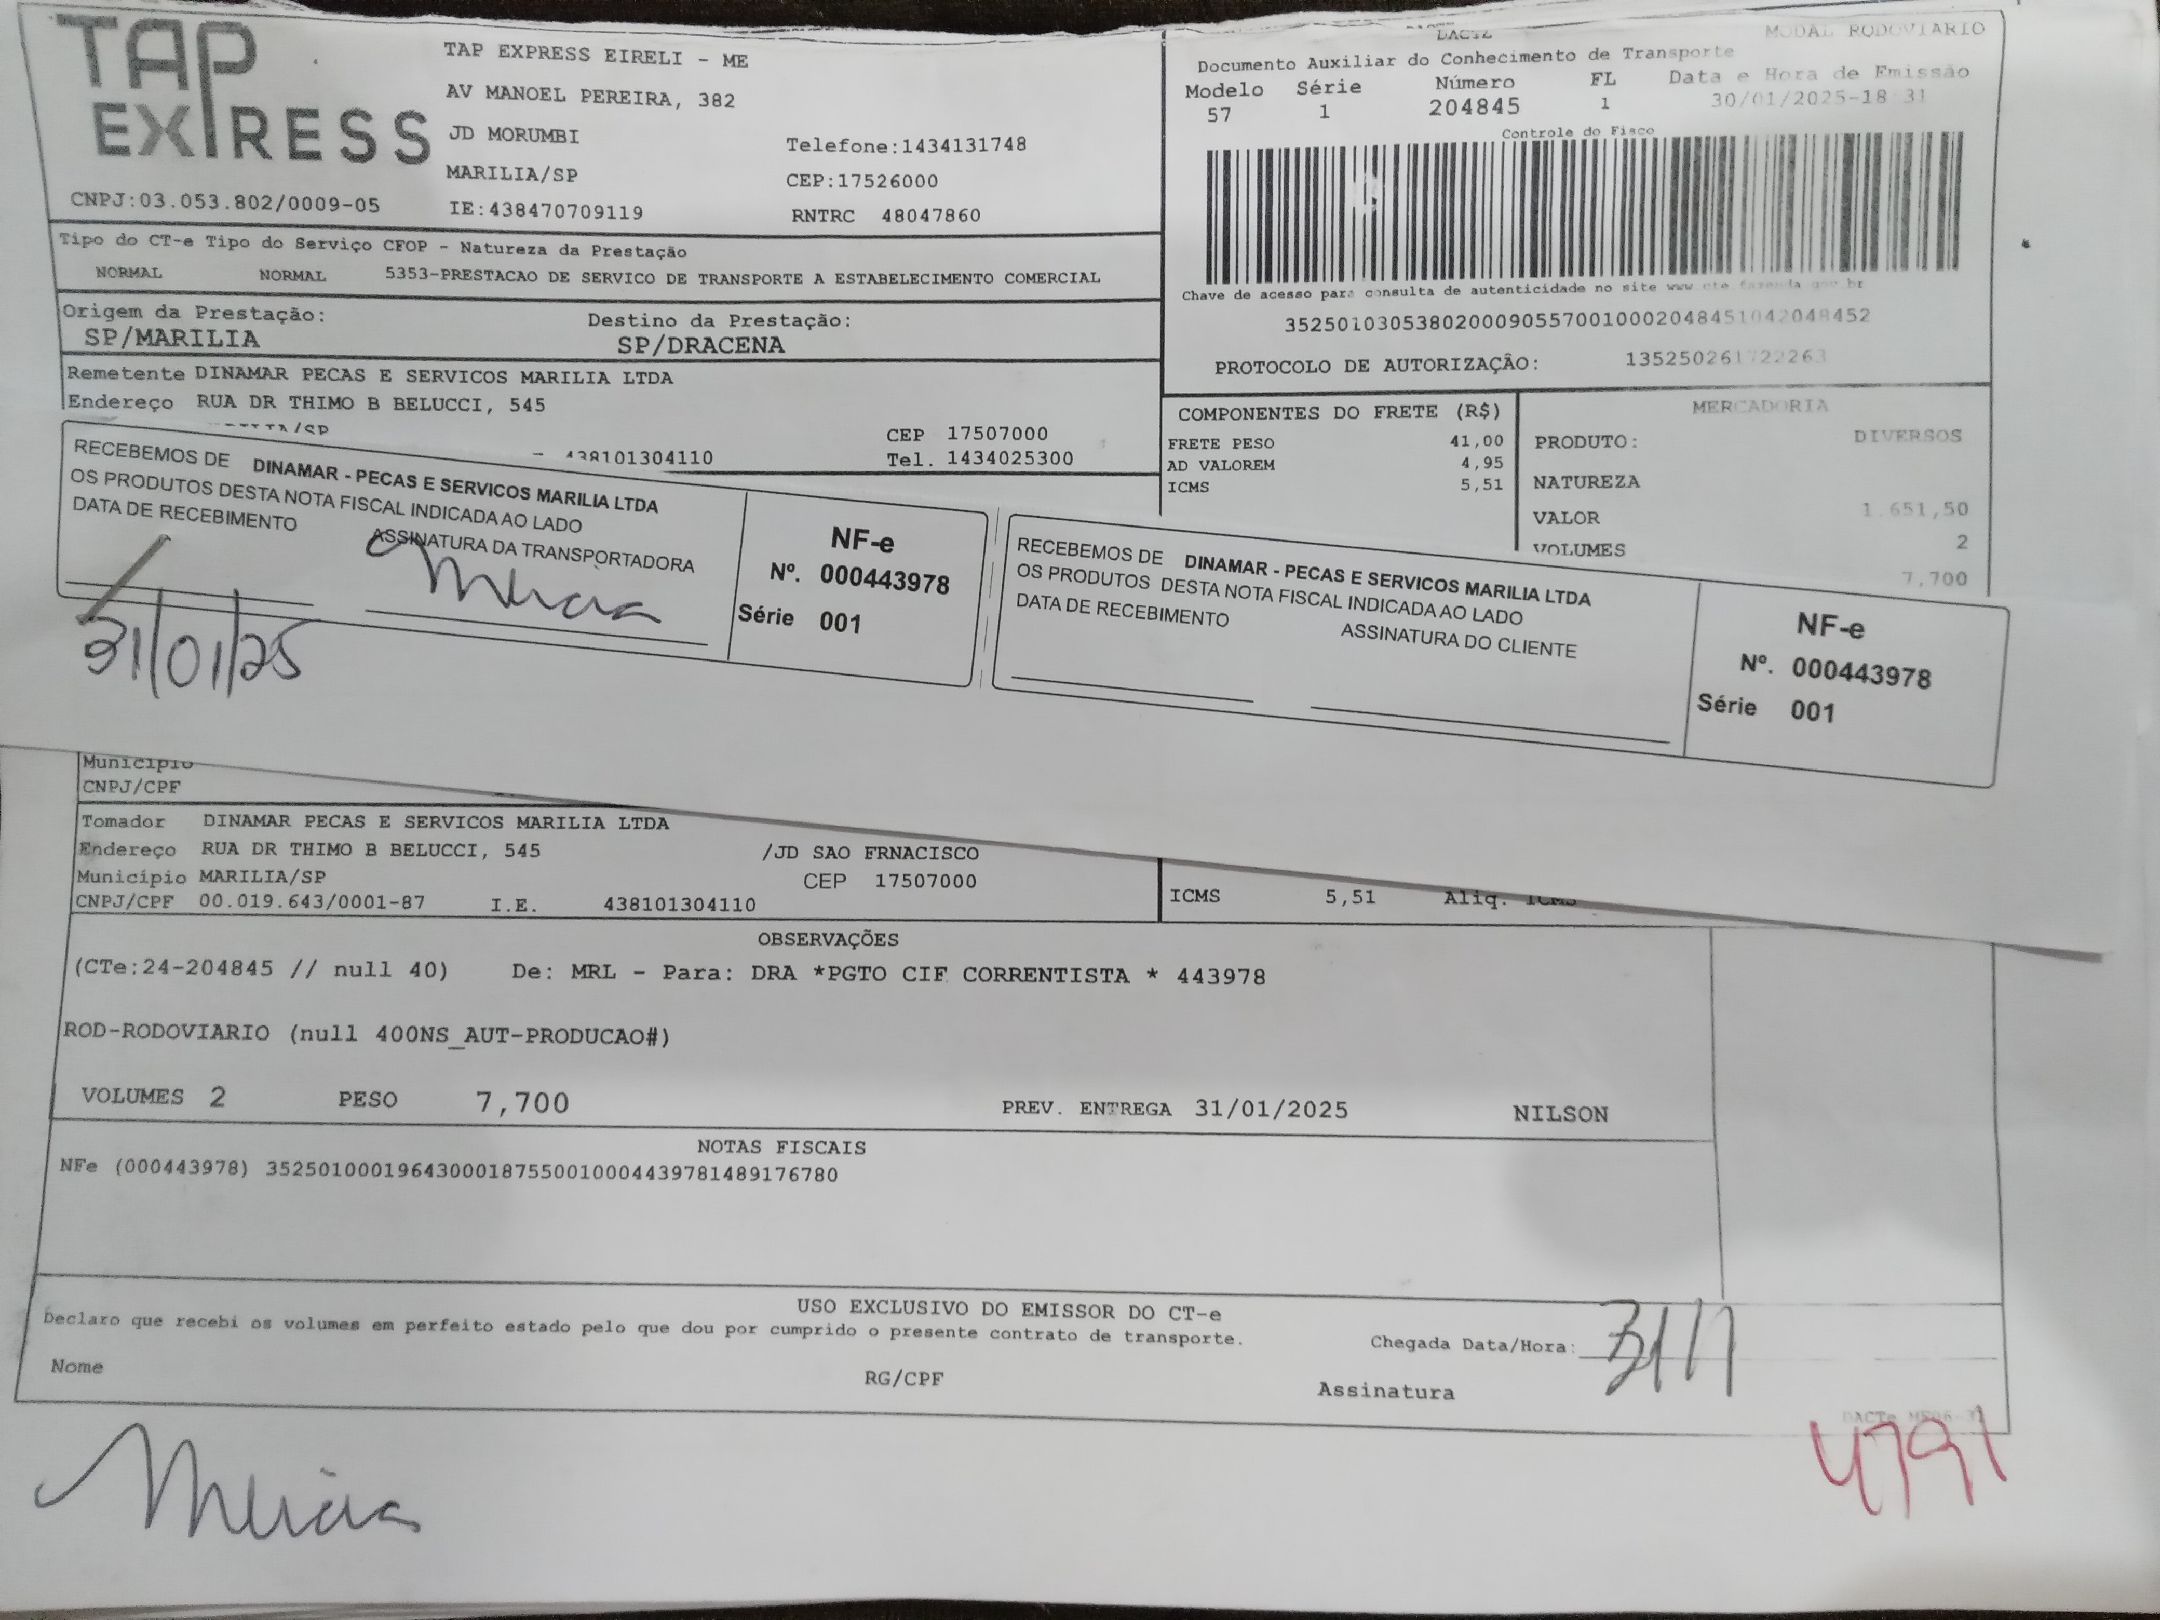 TAP EXPRESS
TAP EXPRESS EIRELI - ME
AV MANOEL PEREIRA, 382
JD MORUMBI
Telefone:1434131748
MARILIA/SP
CEP:17526000
CNPJ:03.053.802/0009-05
IE:438470709119
RNTRC 48047860
DACTE
MODAL RODOVIARIO
Documento Auxiliar do Conhecimento de Transporte
Modelo Série Número FL Data e Hora de Emissão
57 1 204845 1 30/01/2025-18 31
Controle do Fisco
Chave de acesso para consulta de autenticidade no site www cte fazenda gov br
35250103053802000905570010002048451042048452
PROTOCOLO DE AUTORIZAÇÃO: 135250261722263
Tipo do CT-e Tipo do Serviço CFOP - Natureza da Prestação
NORMAL NORMAL 5353-PRESTACAO DE SERVICO DE TRANSPORTE A ESTABELECIMENTO COMERCIAL
Origem da Prestação: Destino da Prestação:
SP/MARILIA SP/DRACENA
Remetente DINAMAR PECAS E SERVICOS MARILIA LTDA
Endereço RUA DR THIMO B BELUCCI, 545
/SP
CEP 17507000
438101304110
Tel. 1434025300
COMPONENTES DO FRETE (R$)
FRETE PESO 41,00
AD VALOREM 4,95
ICMS 5,51
MERCADORIA
PRODUTO: DIVERSOS
NATUREZA
VALOR 1.651,50
VOLUMES 2
7,700
RECEBEMOS DE DINAMAR - PECAS E SERVICOS MARILIA LTDA
OS PRODUTOS DESTA NOTA FISCAL INDICADA AO LADO
DATA DE RECEBIMENTO ASSINATURA DA TRANSPORTADORA
31/01/25
NF-e
Nº. 000443978
Série 001
RECEBEMOS DE DINAMAR - PECAS E SERVICOS MARILIA LTDA
OS PRODUTOS DESTA NOTA FISCAL INDICADA AO LADO
DATA DE RECEBIMENTO ASSINATURA DO CLIENTE
NF-e
Nº. 000443978
Série 001
Município
CNPJ/CPF
Tomador DINAMAR PECAS E SERVICOS MARILIA LTDA
Endereço RUA DR THIMO B BELUCCI, 545 /JD SAO FRNACISCO
Município MARILIA/SP CEP 17507000
CNPJ/CPF 00.019.643/0001-87 I.E. 438101304110
ICMS 5,51 Aliq. ICMS
OBSERVAÇÕES
(CTe:24-204845 // null 40) De: MRL - Para: DRA *PGTO CIF CORRENTISTA * 443978
ROD-RODOVIARIO (null 400NS_AUT-PRODUCAO#)
VOLUMES 2 PESO 7,700 PREV. ENTREGA 31/01/2025 NILSON
NOTAS FISCAIS
NFe (000443978) 35250100019643000187550010004439781489176780
USO EXCLUSIVO DO EMISSOR DO CT-e
Declaro que recebi os volumes em perfeito estado pelo que dou por cumprido o presente contrato de transporte.
Chegada Data/Hora: 31/1
Nome RG/CPF Assinatura
4791